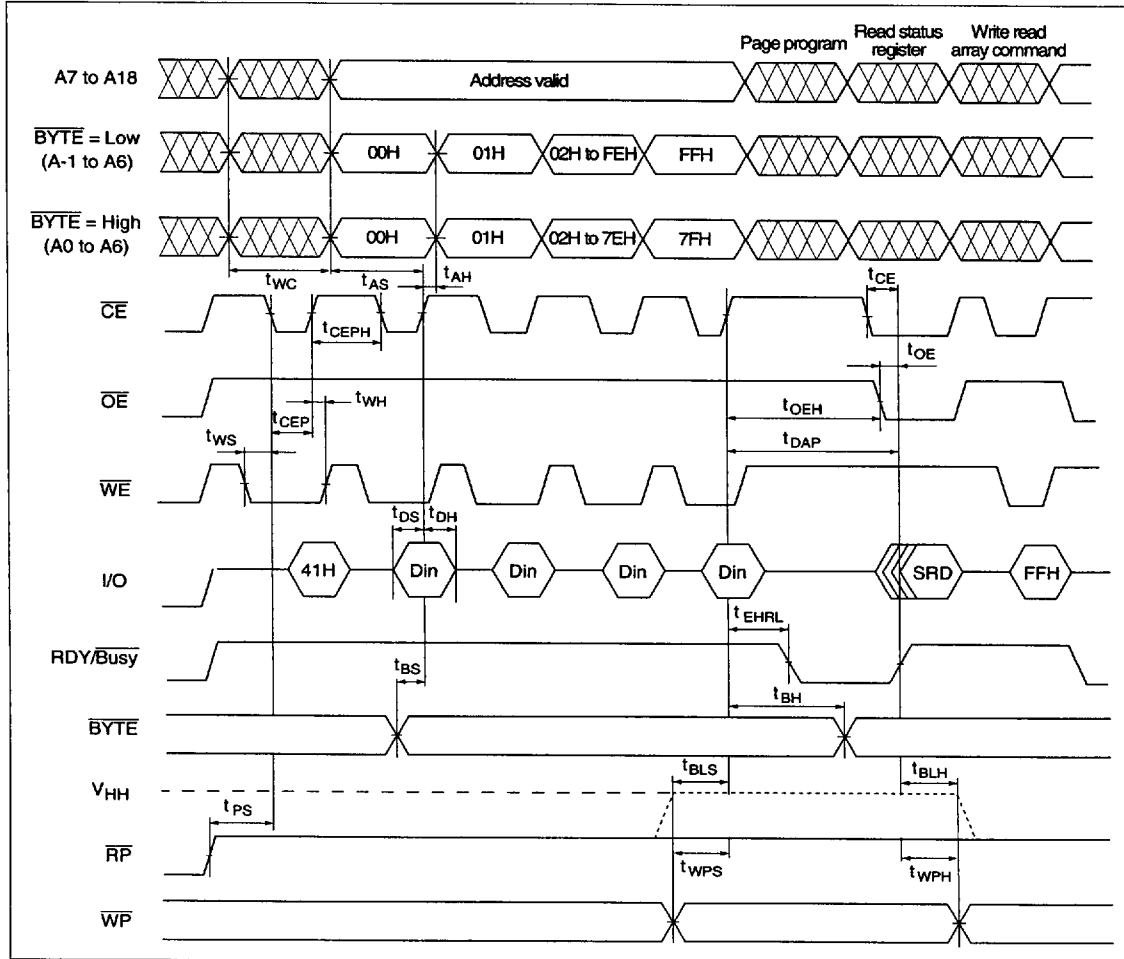 Page program
Read status
register
Write read
array command
A7 to A18
Address valid
BYTE = Low
(A-1 to A6)
00H
01H
02H to FEH
FFH
BYTE = High
(A0 to A6)
00H
01H
02H to 7EH
7FH
tWC
tAS
tAH
tCE
CE
tCEPH
tOE
OE
tWH
tOEH
tCEP
tWS
tDAP
WE
tDS
tDH
I/O
41H
Din
Din
Din
Din
SRD
FFH
tEHRL
RDY/Busy
tBS
tBH
BYTE
tBLS
tBLH
VHH
tPS
RP
tWPS
tWPH
WP